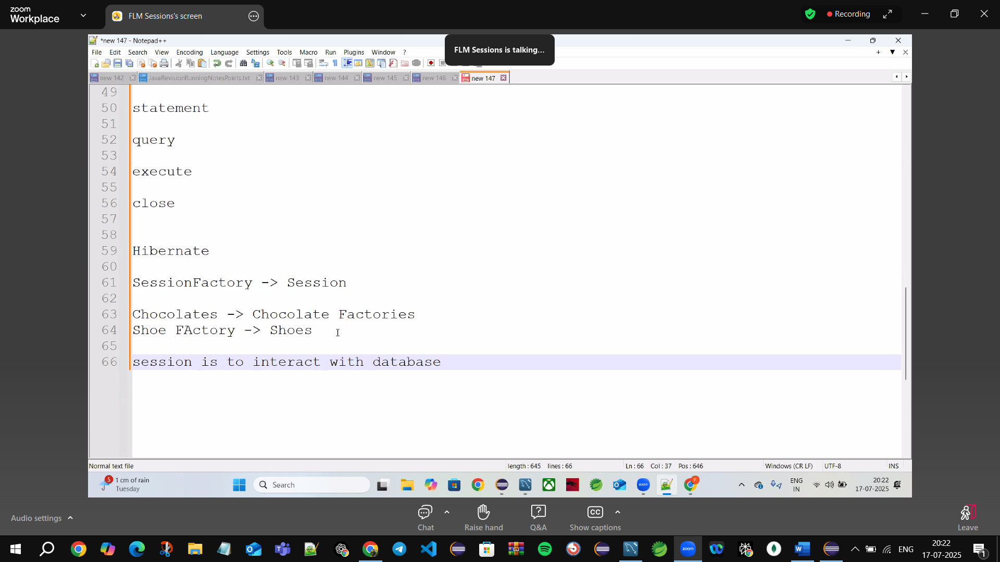 zoom
Workplace
FLM Sessions's screen
Recording
*new 147 - Notepad++
FLM Sessions is talking...
File Edit Search View Encoding Language Settings Tools Macro Run Plugins Window ?
new 142
JavaRevisionRunningNotesPoints.txt
new 143
new 144
new 145
new 146
new 147
49
50 statement
51
52 query
53
54 execute
55
56 close
57
58
59 Hibernate
60
61 SessionFactory -> Session
62
63 Chocolates -> Chocolate Factories
64 Shoe FActory -> Shoes
65
66 session is to interact with database
Normal text file length : 645 lines : 66 Ln : 66 Col : 37 Pos : 646 Windows (CR LF) UTF-8 INS
5
1 cm of rain
Tuesday
Search
zoom
F
ENG
IN
20:22
17-07-2025
Audio settings
Chat
Raise hand
Q&A
CC
Show captions
Leave
zoom
ENG
20:22
17-07-2025
1